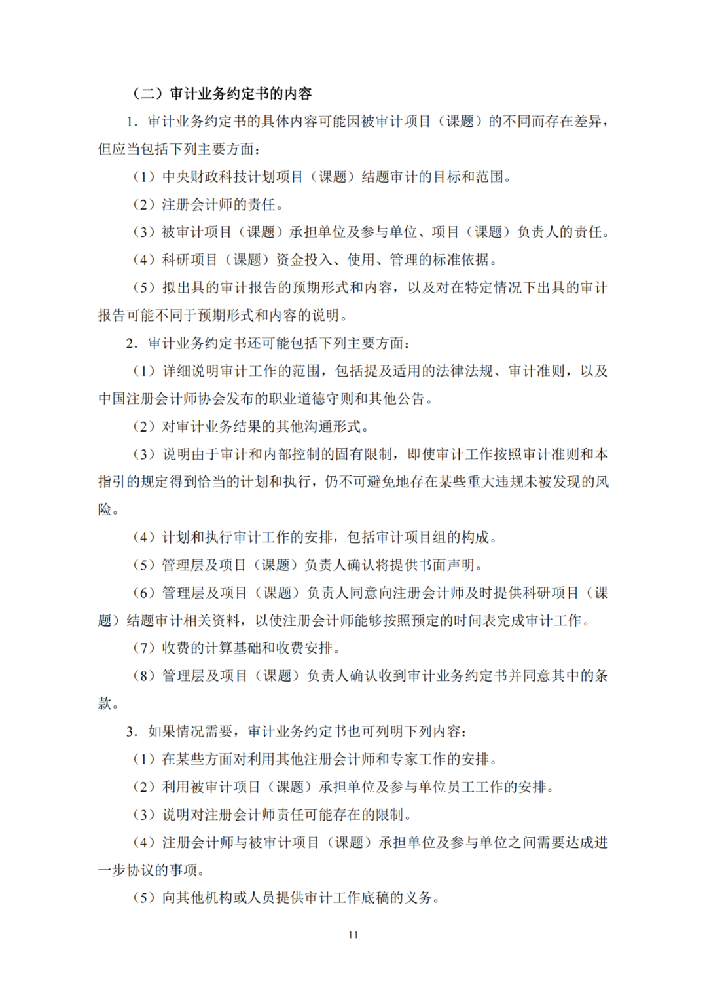 （二）审计业务约定书的内容
1．审计业务约定书的具体内容可能因被审计项目（课题）的不同而存在差异，
但应当包括下列主要方面：
（1）中央财政科技计划项目（课题）结题审计的目标和范围。
（2）注册会计师的责任。
（3）被审计项目（课题）承担单位及参与单位、项目（课题）负责人的责任。
（4）科研项目（课题）资金投入、使用、管理的标准依据。
（5）拟出具的审计报告的预期形式和内容，以及对在特定情况下出具的审计
报告可能不同于预期形式和内容的说明。
2．审计业务约定书还可能包括下列主要方面：
（1）详细说明审计工作的范围，包括提及适用的法律法规、审计准则，以及
中国注册会计师协会发布的职业道德守则和其他公告。
（2）对审计业务结果的其他沟通形式。
（3）说明由于审计和内部控制的固有限制，即使审计工作按照审计准则和本
指引的规定得到恰当的计划和执行，仍不可避免地存在某些重大违规未被发现的风
险。
（4）计划和执行审计工作的安排，包括审计项目组的构成。
（5）管理层及项目（课题）负责人确认将提供书面声明。
（6）管理层及项目（课题）负责人同意向注册会计师及时提供科研项目（课
题）结题审计相关资料，以使注册会计师能够按照预定的时间表完成审计工作。
（7）收费的计算基础和收费安排。
（8）管理层及项目（课题）负责人确认收到审计业务约定书并同意其中的条
款。
3．如果情况需要，审计业务约定书也可列明下列内容：
（1）在某些方面对利用其他注册会计师和专家工作的安排。
（2）利用被审计项目（课题）承担单位及参与单位员工工作的安排。
（3）说明对注册会计师责任可能存在的限制。
（4）注册会计师与被审计项目（课题）承担单位及参与单位之间需要达成进
一步协议的事项。
（5）向其他机构或人员提供审计工作底稿的义务。
11